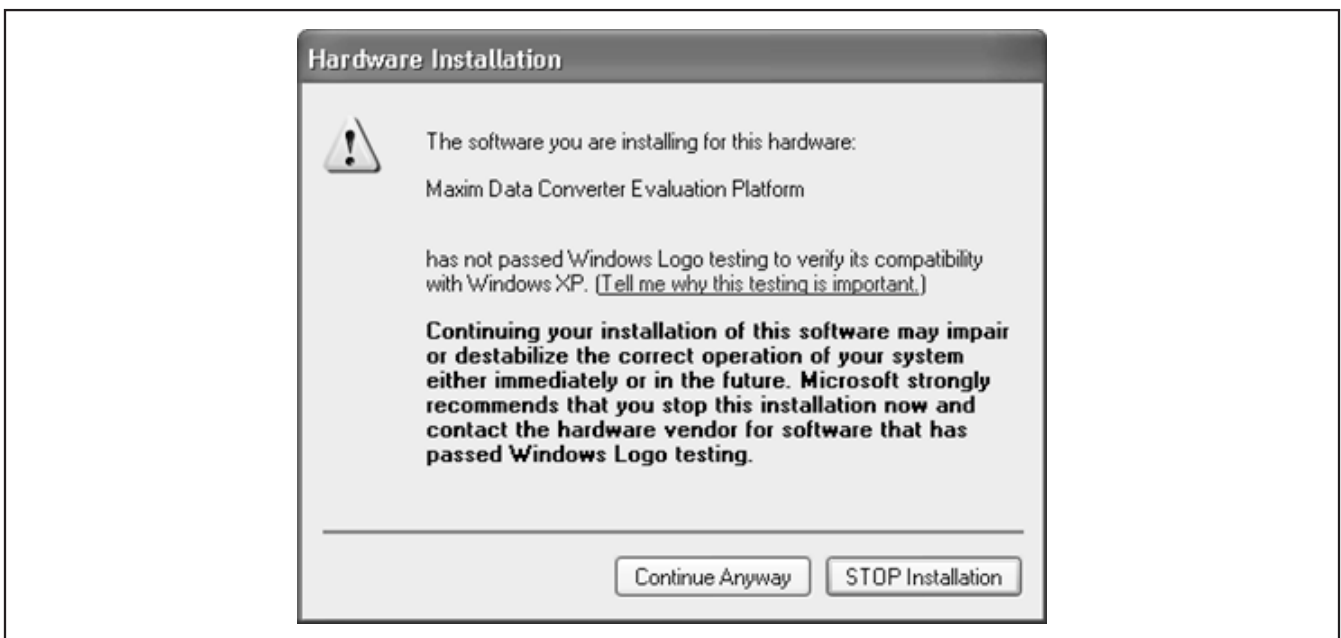 Hardware Installation
The software you are installing for this hardware:
Maxim Data Converter Evaluation Platform
has not passed Windows Logo testing to verify its compatibility
with Windows XP. (Tell me why this testing is important.)
Continuing your installation of this software may impair
or destabilize the correct operation of your system
either immediately or in the future. Microsoft strongly
recommends that you stop this installation now and
contact the hardware vendor for software that has
passed Windows Logo testing.
Continue Anyway
STOP Installation